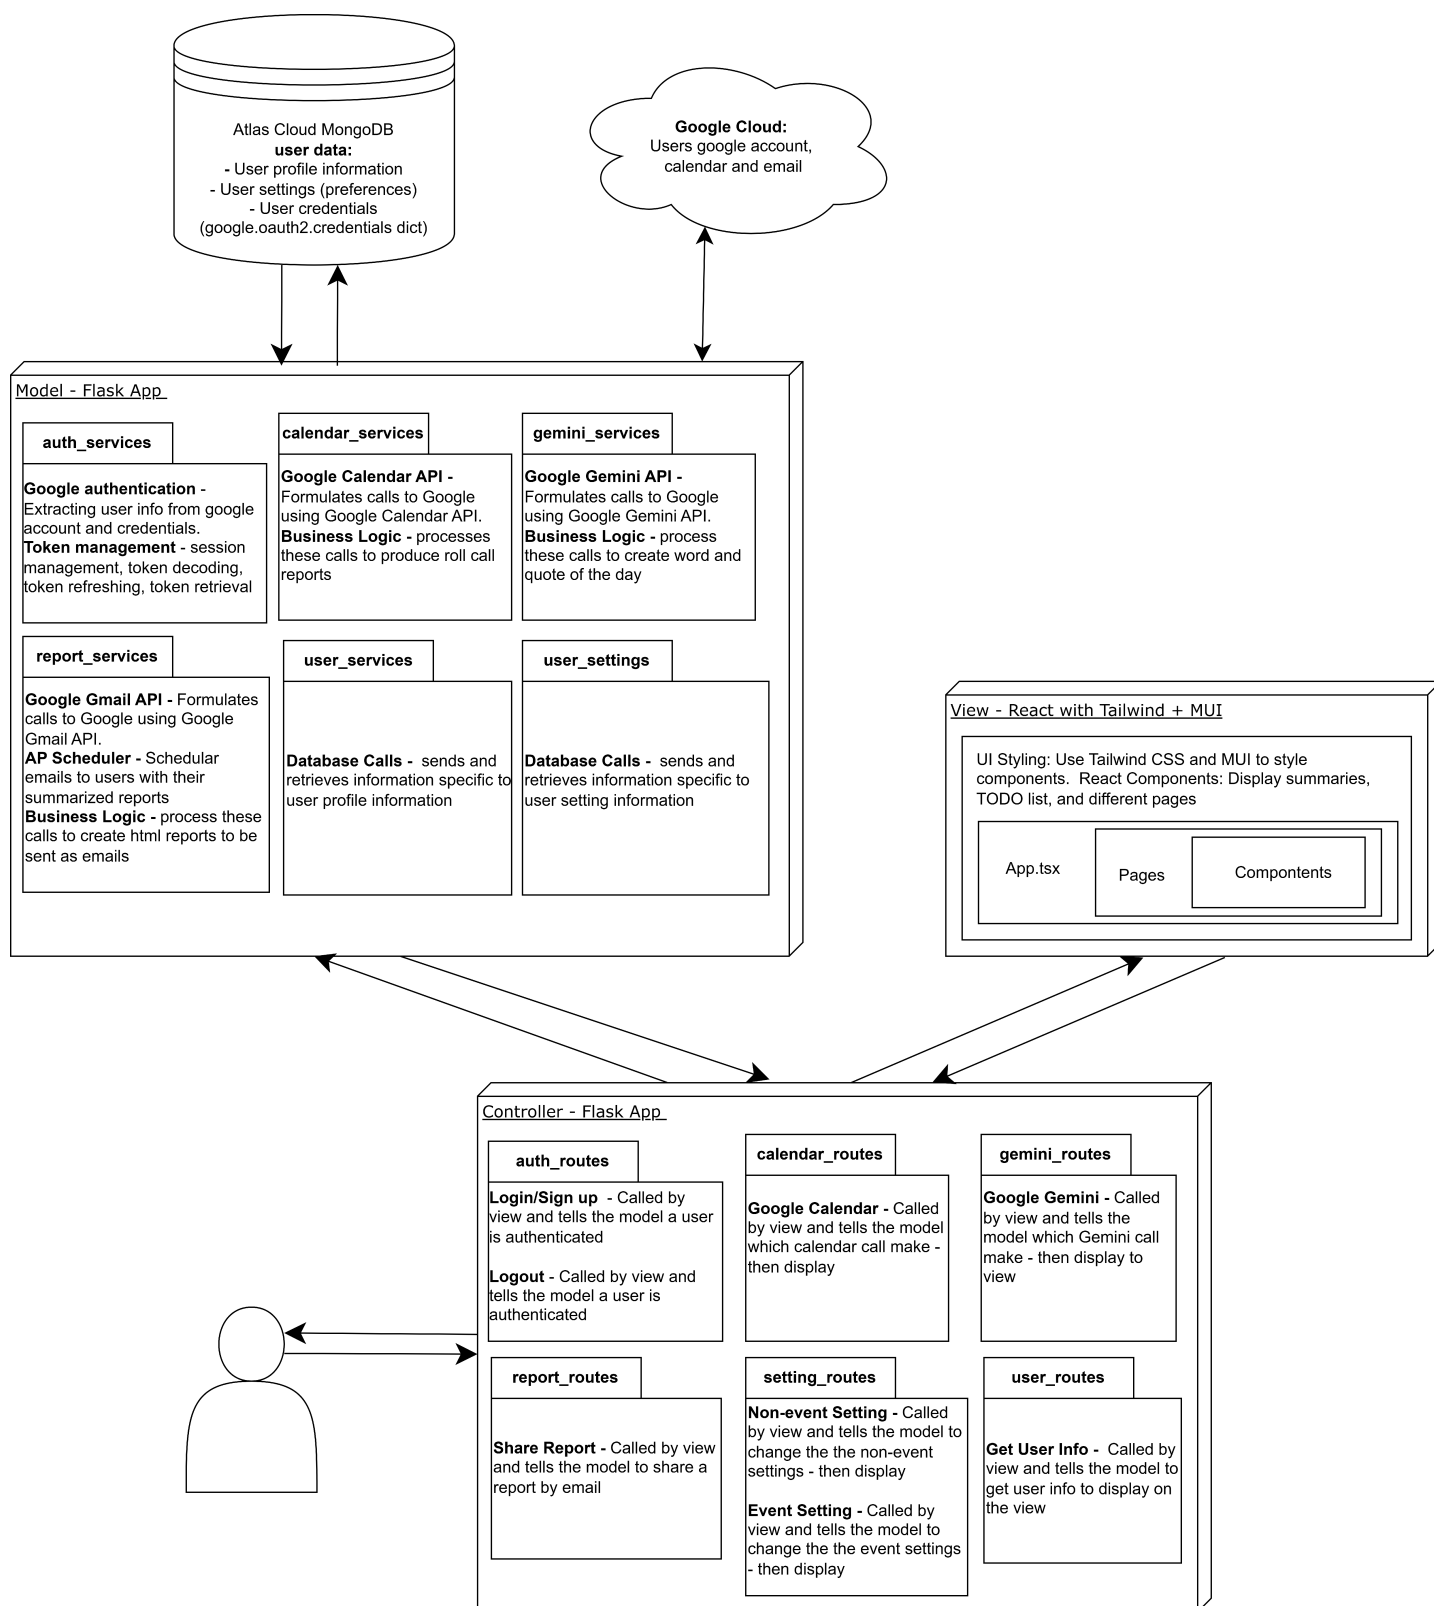 Atlas Cloud MongoDB
user data:
- User profile information
- User settings (preferences)
- User credentials
(google.oauth2.credentials dict)
Google Cloud:
Users google account,
calendar and email
Model - Flask App
auth_services
Google authentication -
Extracting user info from google
account and credentials.
Token management - session
management, token decoding,
token refreshing, token retrieval
calendar_services
Google Calendar API -
Formulates calls to Google
using Google Calendar API.
Business Logic - processes
these calls to produce roll call
reports
gemini_services
Google Gemini API -
Formulates calls to Google
using Google Gemini API.
Business Logic - process
these calls to create word and
quote of the day
report_services
Google Gmail API - Formulates
calls to Google using Google
Gmail API.
AP Scheduler - Schedular
emails to users with their
summarized reports
Business Logic - process these
calls to create html reports to be
sent as emails
user_services
Database Calls -  sends and
retrieves information specific to
user profile information
user_settings
Database Calls -  sends and
retrieves information specific to
user setting information
View - React with Tailwind + MUI
UI Styling: Use Tailwind CSS and MUI to style
components.  React Components: Display summaries,
TODO list, and different pages
App.tsx
Pages
Compontents
Controller - Flask App
auth_routes
Login/Sign up  - Called by
view and tells the model a user
is authenticated
Logout - Called by view and
tells the model a user is
authenticated
calendar_routes
Google Calendar - Called
by view and tells the model
which calendar call make -
then display
gemini_routes
Google Gemini - Called
by view and tells the
model which Gemini call
make - then display to
view
report_routes
Share Report - Called by view
and tells the model to share a
report by email
setting_routes
Non-event Setting - Called
by view and tells the model to
change the the non-event
settings - then display
Event Setting - Called by
view and tells the model to
change the the event settings
- then display
user_routes
Get User Info -  Called by
view and tells the model to
get user info to display on
the view